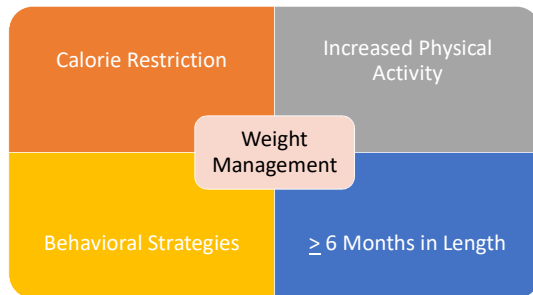 Calorie Restriction
Increased Physical
Activity
Weight
Management
Behavioral Strategies
≥ 6 Months in Length